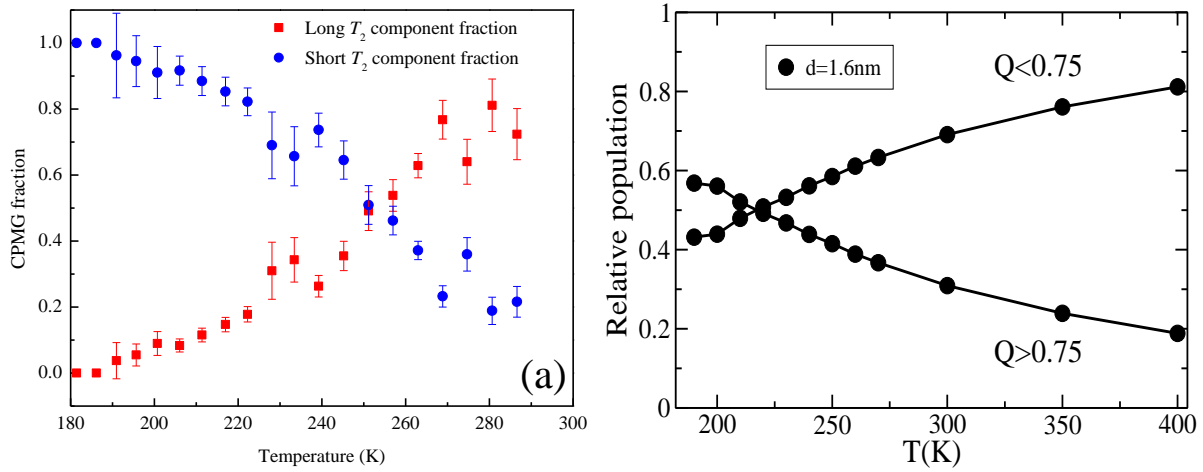 Long T₂ component fraction
Short T₂ component fraction
CPMG fraction
1.0
0.8
0.6
0.4
0.2
0.0
180
200
220
240
260
280
300
Temperature (K)
(a)
d=1.6nm
Q<0.75
Q>0.75
Relative population
1
0.8
0.6
0.4
0.2
0
200
250
300
350
400
T(K)